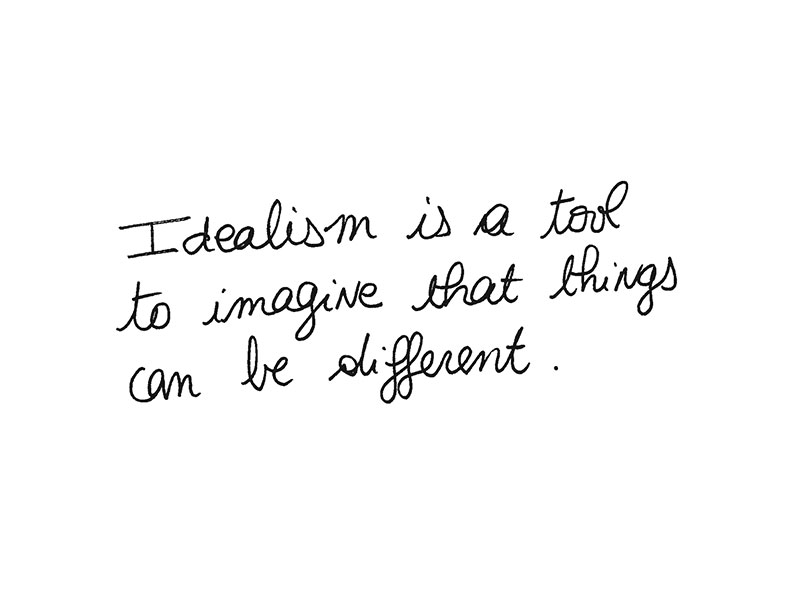 Idealism is a tool
to imagine that things
can be different.